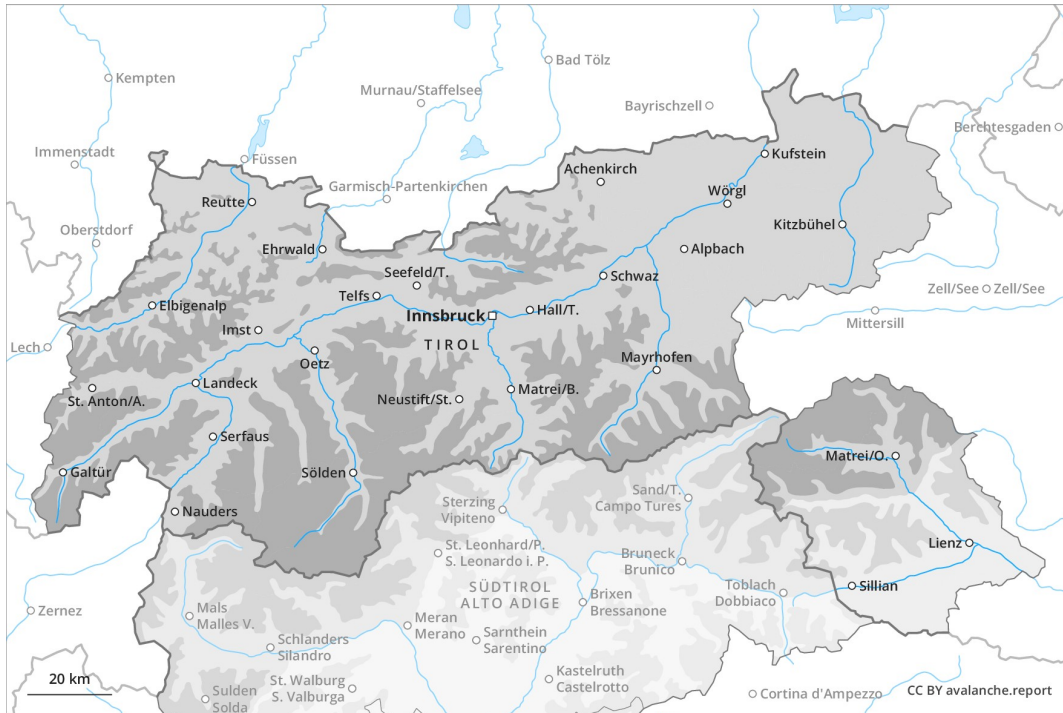 Kempten
Bad Tölz
Murnau/Staffelsee
Bayrischzell
Berchtesgaden
Immenstadt
Füssen
Kufstein
Achenkirch
Garmisch-Partenkirchen
Wörgl
Reutte
Oberstdorf
Kitzbühel
Ehrwald
Alpbach
Seefeld/T.
Schwaz
Zell/See
Zell/See
Telfs
Elbigenalp
Innsbruck
Hall/T.
Mittersill
Imst
TIROL
Lech
Oetz
Mayrhofen
Landeck
St. Anton/A.
Neustift/St.
Matrei/B.
Serfaus
Matrei/O.
Galtür
Sölden
Sand/T.
Campo Tures
Sterzing
Vipiteno
Nauders
Lienz
St. Leonhard/P.
S. Leonardo i. P.
Bruneck
Brunico
SÜDTIROL
ALTO ADIGE
Toblach
Dobbiaco
Sillian
Brixen
Bressanone
Zernez
Mals
Malles V.
Meran
Merano
Schlanders
Silandro
Sarnthein
Sarentino
20 km
St. Walburg
S. Valburga
Kastelruth
Castelrotto
Sulden
Solda
Cortina d'Ampezzo
CC BY avalanche.report